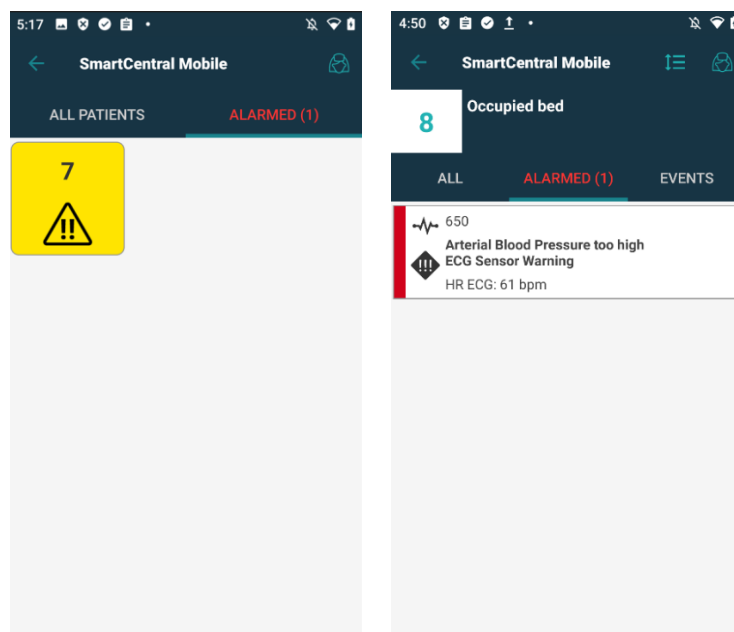 5:17
SmartCentral Mobile
ALL PATIENTS
ALARMED (1)
7
!!
4:50
SmartCentral Mobile
8
Occupied bed
ALL
ALARMED (1)
EVENTS
650
Arterial Blood Pressure too high
!!!
ECG Sensor Warning
HR ECG: 61 bpm